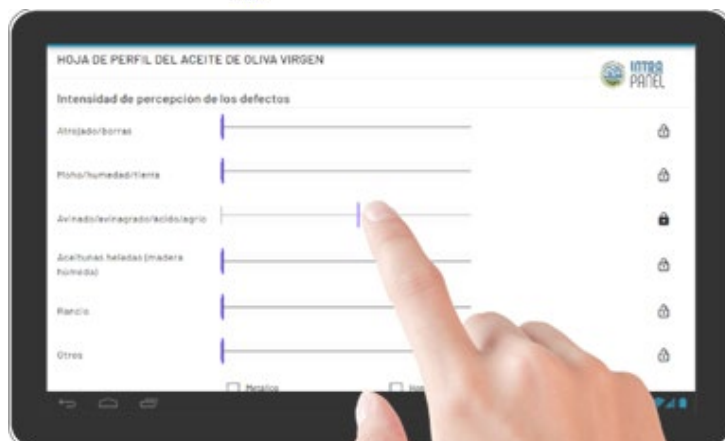 HOJA DE PERFIL DEL ACEITE DE OLIVA VIRGEN
INTRA
PANEL
Intensidad de percepción de los defectos
Atrojado/borras
Moho/humedad/tierra
Avinado/avinagrado/ácido/agrio
Aceitunas heladas (madera
húmeda)
Rancio
Otros
Metálico